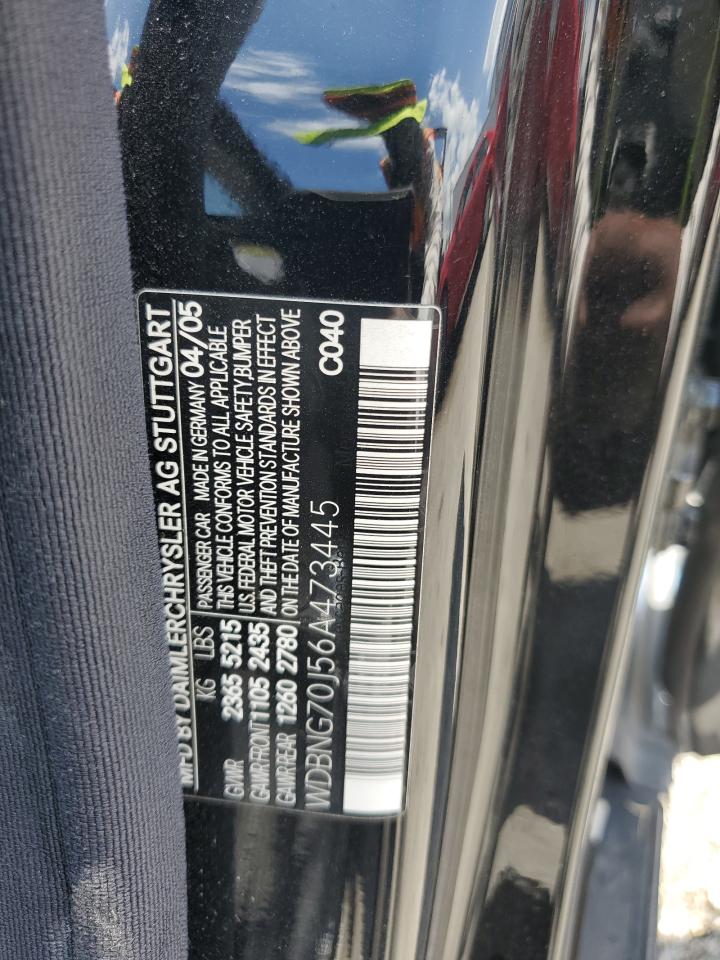 MFD BY DAIMLERCHRYSLER AG STUTTGART
KG LBS PASSENGER CAR MADE IN GERMANY 04/05
GVWR 2365 5215 THIS VEHICLE CONFORMS TO ALL APPLICABLE
U.S. FEDERAL MOTOR VEHICLE SAFETY BUMPER
GAWR FRONT 1105 2435 AND THEFT PREVENTION STANDARDS IN EFFECT
GAWR REAR 1260 2780 ON THE DATE OF MANUFACTURE SHOWN ABOVE
WDBNG70J56A473445 C040